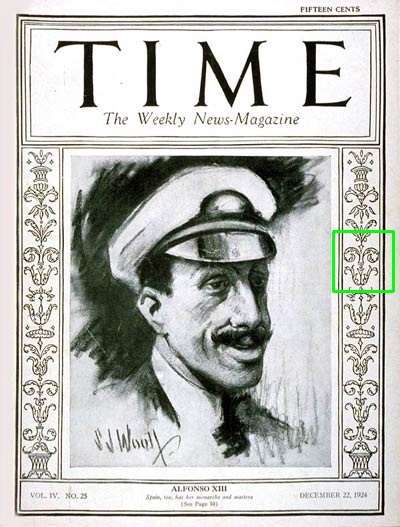 FIFTEEN CENTS
TIME
The Weekly News-Magazine
S J Woolf
ALFONSO XIII
VOL. IV, NO. 25
Spain, too, has her monarchs and matters
DECEMBER 22, 1924
(See Page 10)